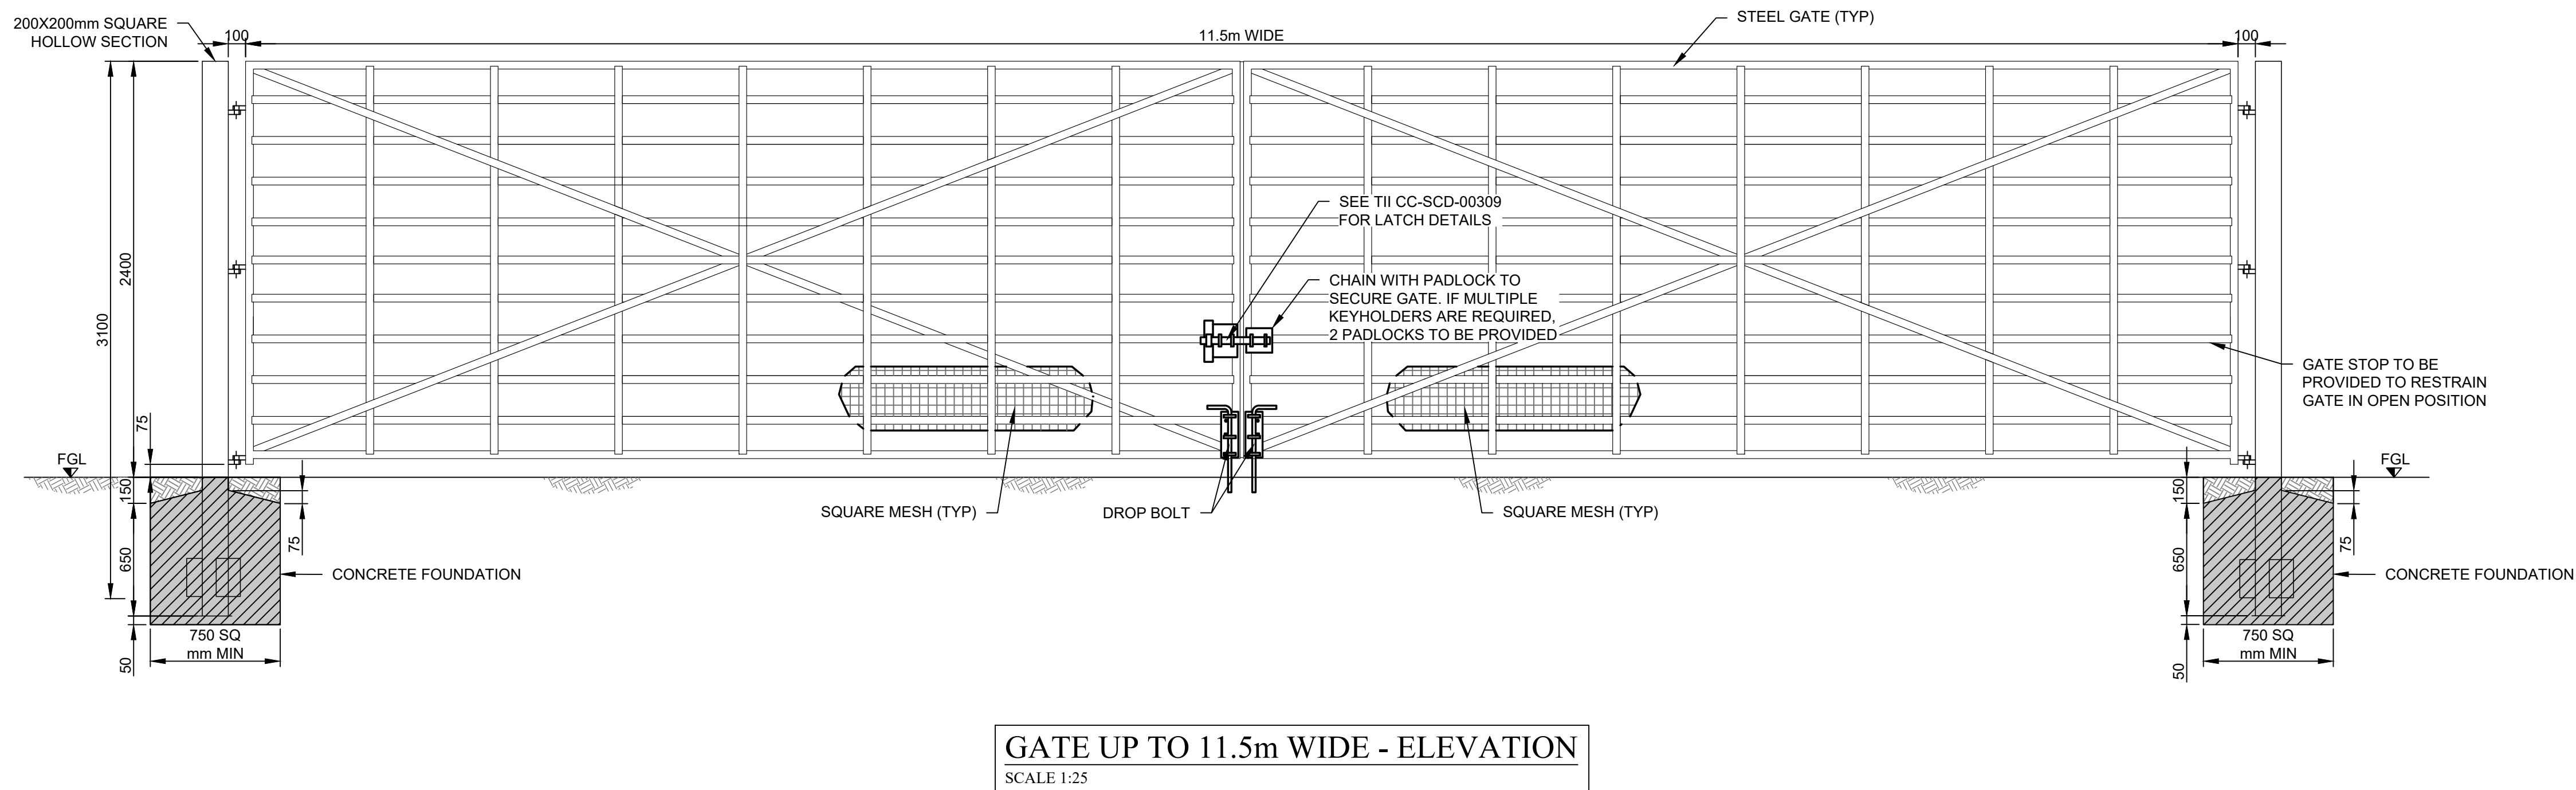 200X200mm SQUARE
HOLLOW SECTION
100
11.5m WIDE
STEEL GATE (TYP)
100
3100
2400
SEE TII CC-SCD-00309
FOR LATCH DETAILS
CHAIN WITH PADLOCK TO
SECURE GATE. IF MULTIPLE
KEYHOLDERS ARE REQUIRED,
2 PADLOCKS TO BE PROVIDED
GATE STOP TO BE
PROVIDED TO RESTRAIN
GATE IN OPEN POSITION
75
FGL
FGL
150
150
SQUARE MESH (TYP)
DROP BOLT
SQUARE MESH (TYP)
75
75
650
650
CONCRETE FOUNDATION
CONCRETE FOUNDATION
750 SQ
mm MIN
750 SQ
mm MIN
50
50
GATE UP TO 11.5m WIDE - ELEVATION
SCALE 1:25